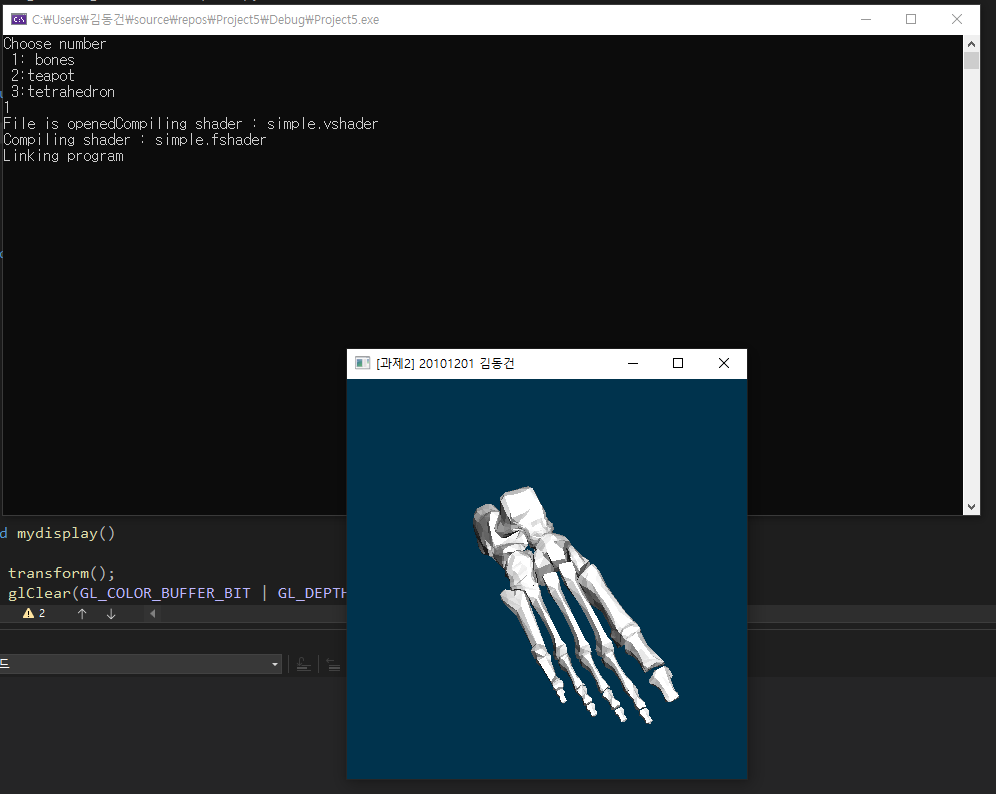 C:\Users\김동건\source\repos\Project5\Debug\Project5.exe
Choose number
1: bones
2:teapot
3:tetrahedron
1
File is openedCompiling shader : simple.vshader
Compiling shader : simple.fshader
Linking program
[과제2] 20101201 김동건
d mydisplay()
transform();
glClear(GL_COLOR_BUFFER_BIT | GL_DEPTH
2
드